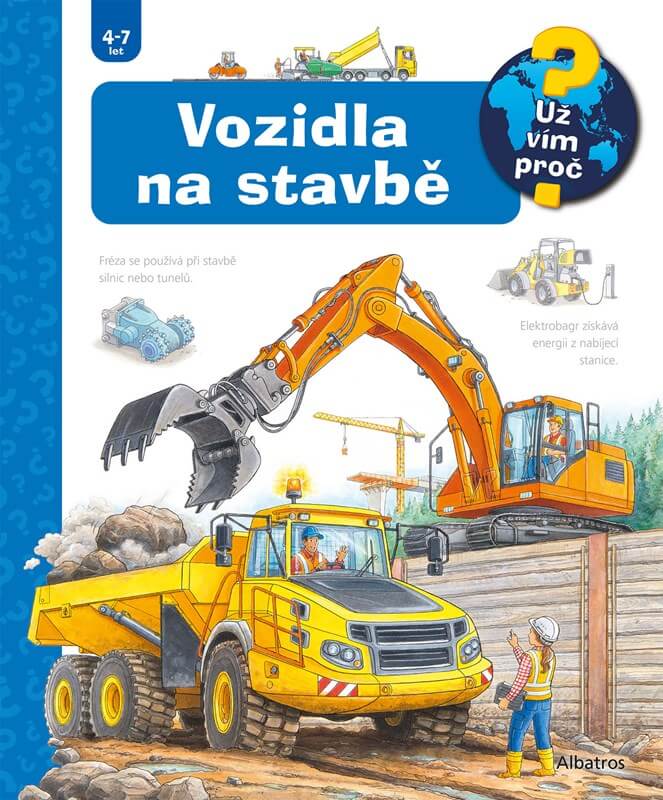 4-7
let
Vozidla
na stavbě
?
Už
vím
proč
Fréza se používá při stavbě
silnic nebo tunelů.
Elektrobagr získává
energii z nabíjecí
stanice.
Albatros